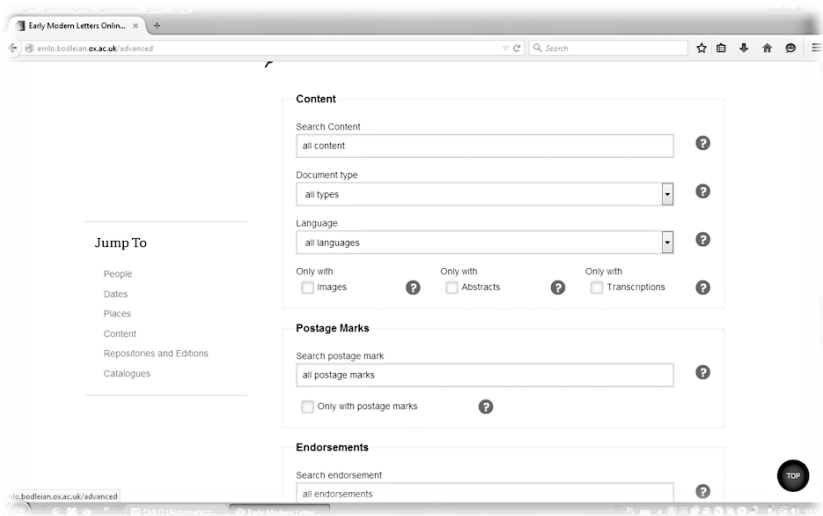 Early Modern Letters Onlin... × +
emlo.bodleian.ox.ac.uk/advanced
Search
Content
Search Content
all content
?
Document type
all types
?
Language
all languages
?
Only with Only with Only with
Images ? Abstracts ? Transcriptions ?
Jump To
People
Dates
Places
Content
Repositories and Editions
Catalogues
Postage Marks
Search postage mark
all postage marks
?
Only with postage marks ?
Endorsements
Search endorsement
all endorsements
?
TOP
lo.bodleian.ox.ac.uk/advanced
Early Modern Letter...